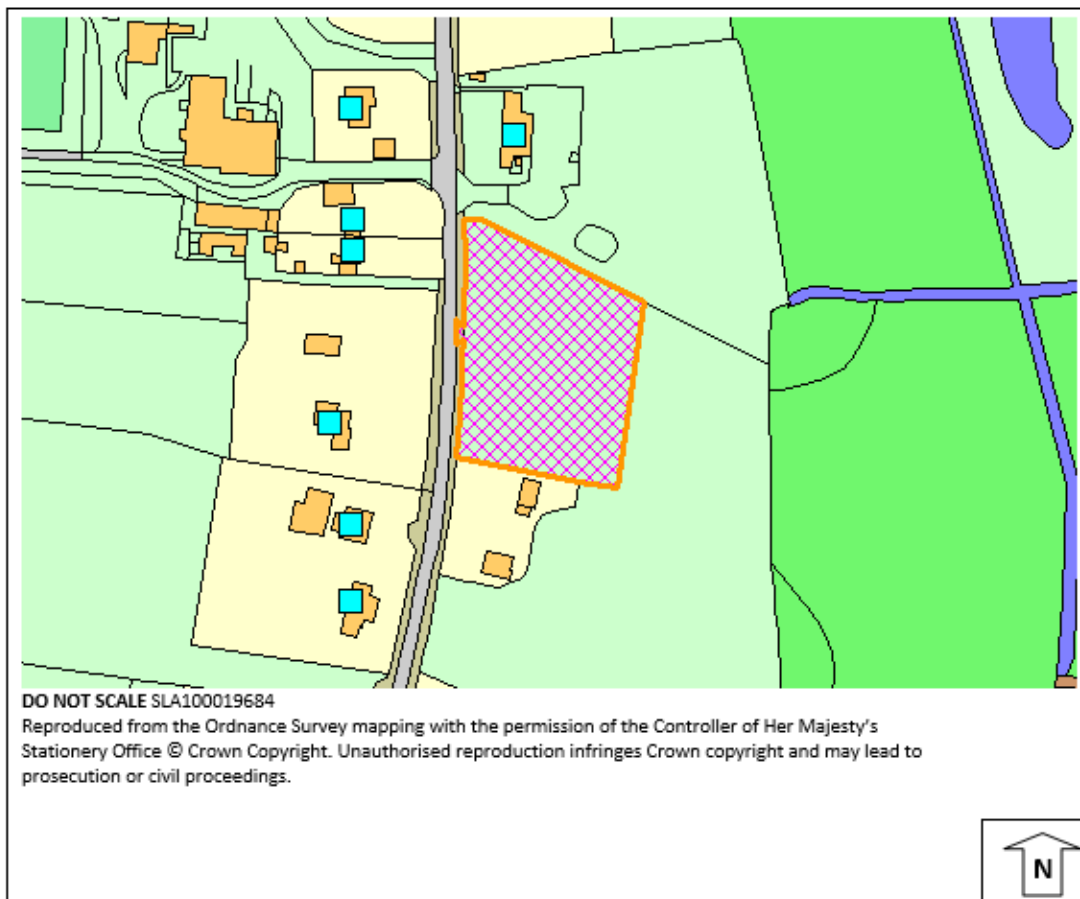 DO NOT SCALE SLA100019684
Reproduced from the Ordnance Survey mapping with the permission of the Controller of Her Majesty's
Stationery Office © Crown Copyright. Unauthorised reproduction infringes Crown copyright and may lead to
prosecution or civil proceedings.
N